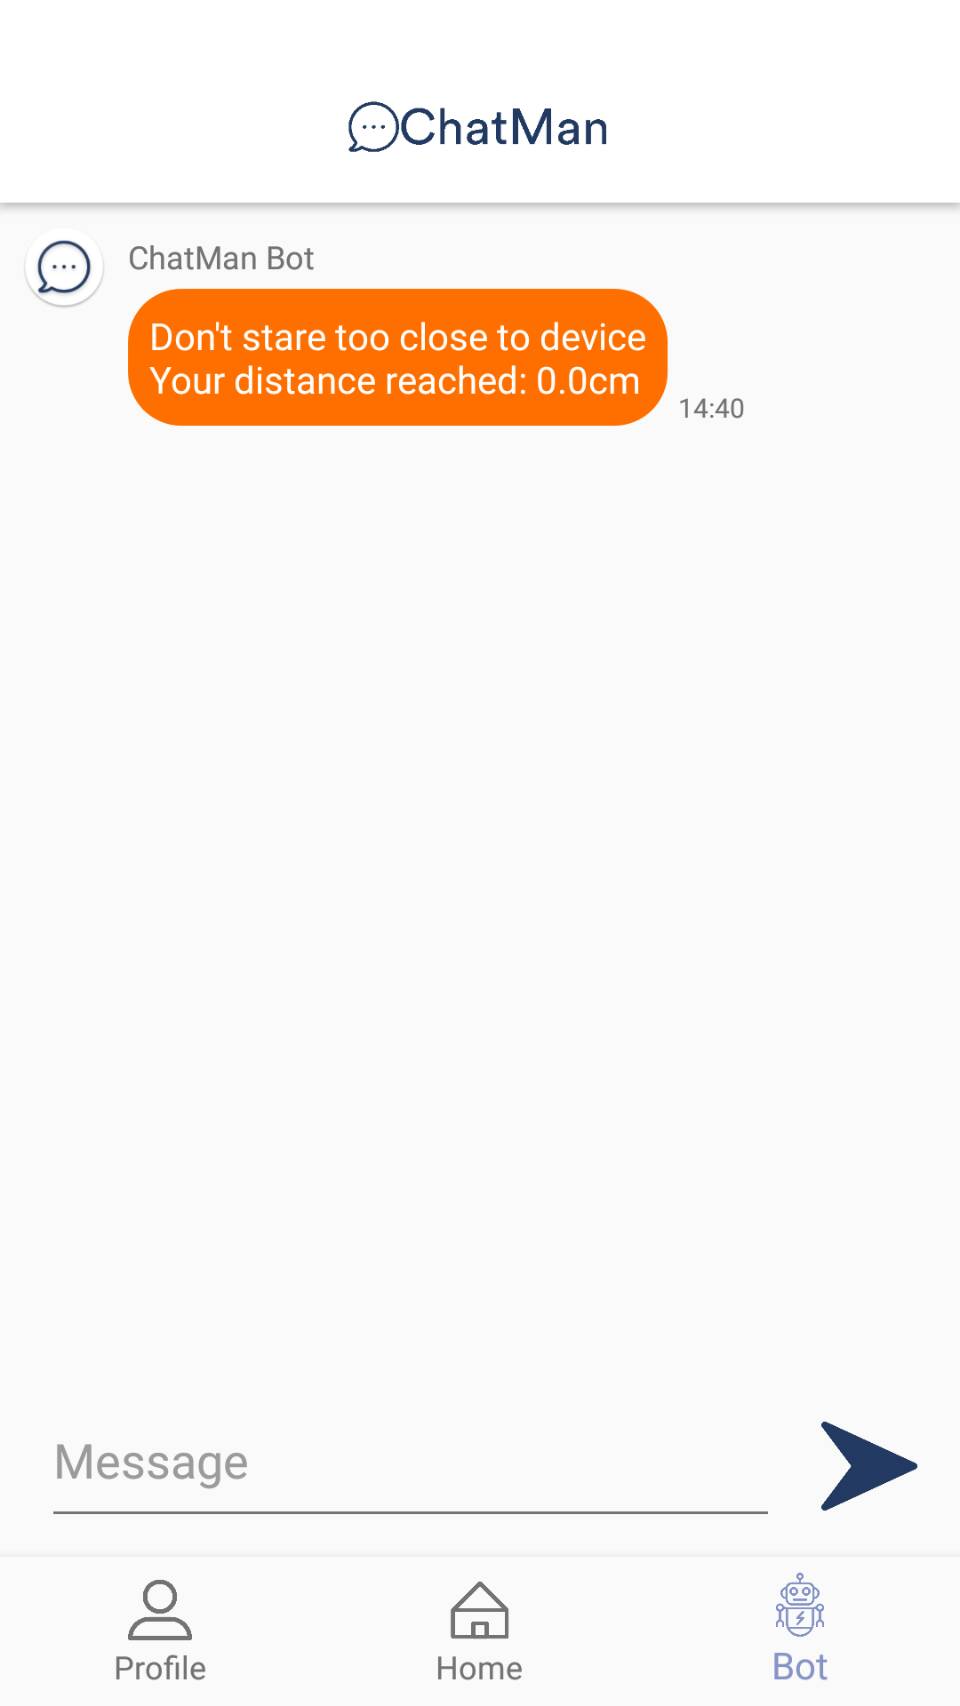 ChatMan
ChatMan Bot
Don't stare too close to device
Your distance reached: 0.0cm
14:40
Message
Profile
Home
Bot